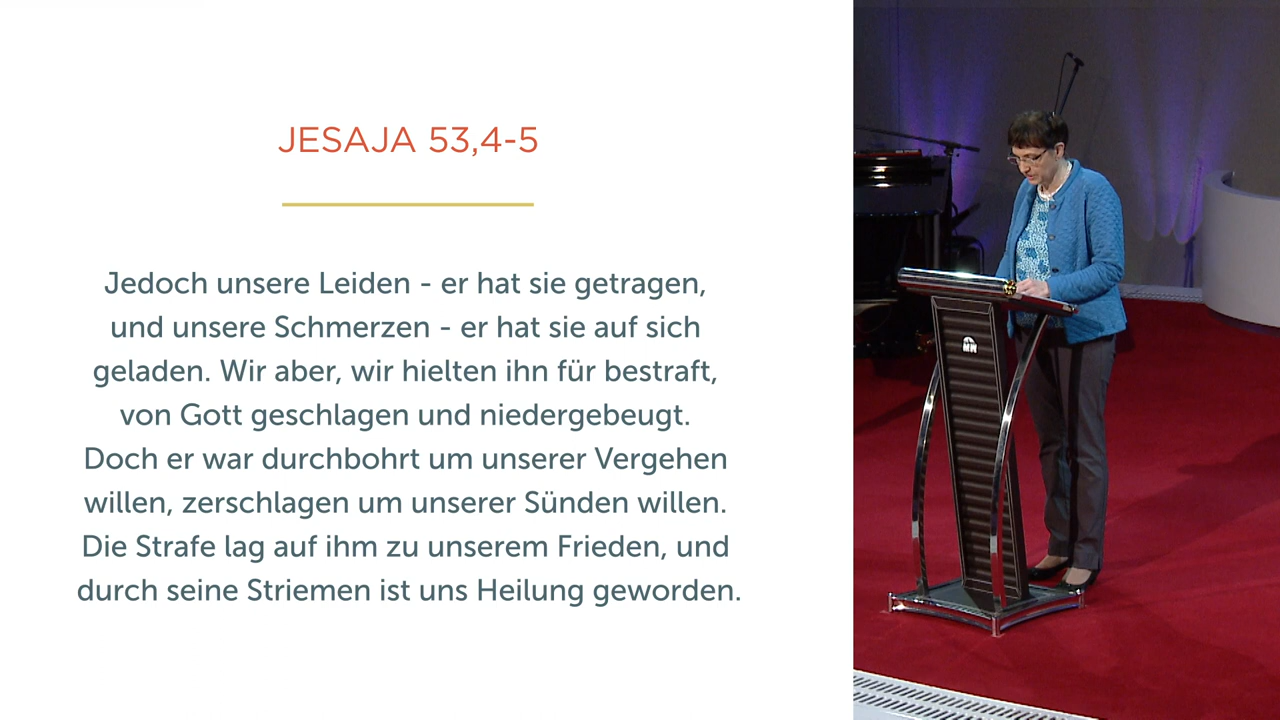 JESAJA 53,4-5
Jedoch unsere Leiden - er hat sie getragen,
und unsere Schmerzen - er hat sie auf sich
geladen. Wir aber, wir hielten ihn für bestraft,
von Gott geschlagen und niedergebeugt.
Doch er war durchbohrt um unserer Vergehen
willen, zerschlagen um unserer Sünden willen.
Die Strafe lag auf ihm zu unserem Frieden, und
durch seine Striemen ist uns Heilung geworden.